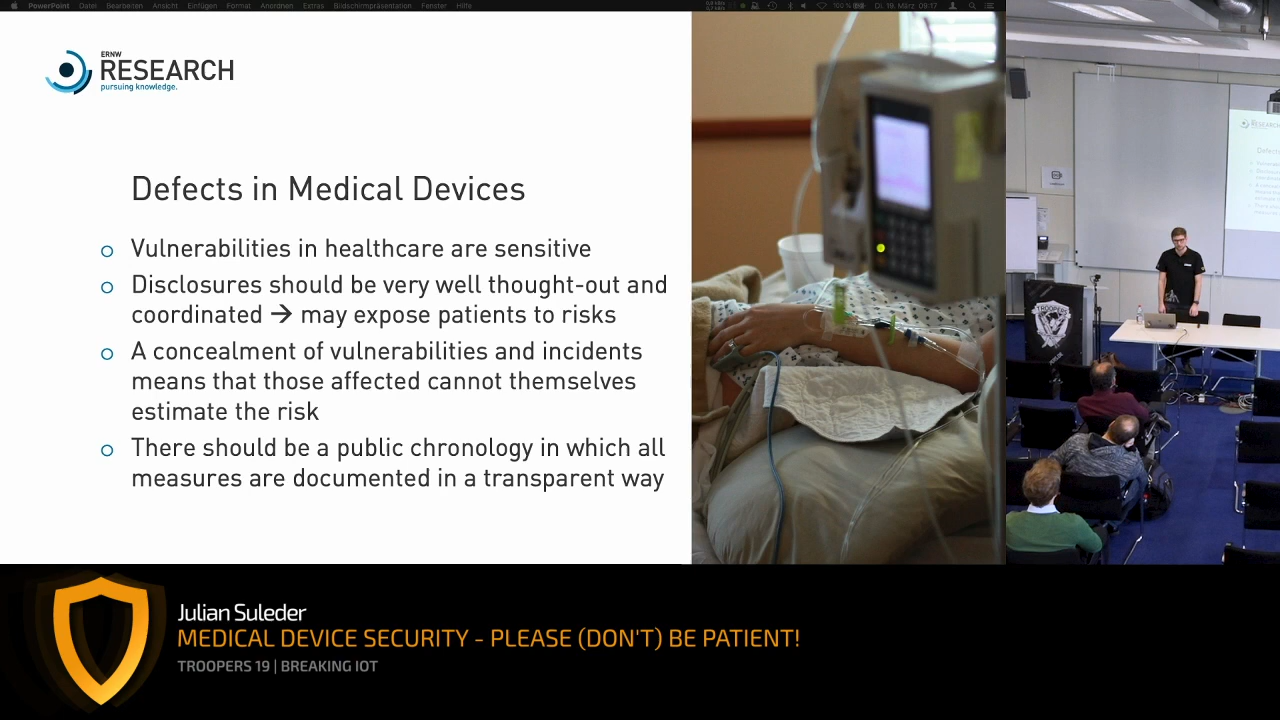 PowerPoint Datei Bearbeiten Ansicht Einfügen Format Anordnen Extras Bildschirmpräsentation Fenster Hilfe
100 % Di. 19. März 09:17
ERNW
RESEARCH
pursuing knowledge.
Defects in Medical Devices
Vulnerabilities in healthcare are sensitive
Disclosures should be very well thought-out and
coordinated → may expose patients to risks
A concealment of vulnerabilities and incidents
means that those affected cannot themselves
estimate the risk
There should be a public chronology in which all
measures are documented in a transparent way
RESEARCH
TROOPERS
Julian Suleder
MEDICAL DEVICE SECURITY - PLEASE (DON'T) BE PATIENT!
TROOPERS 19 | BREAKING IOT